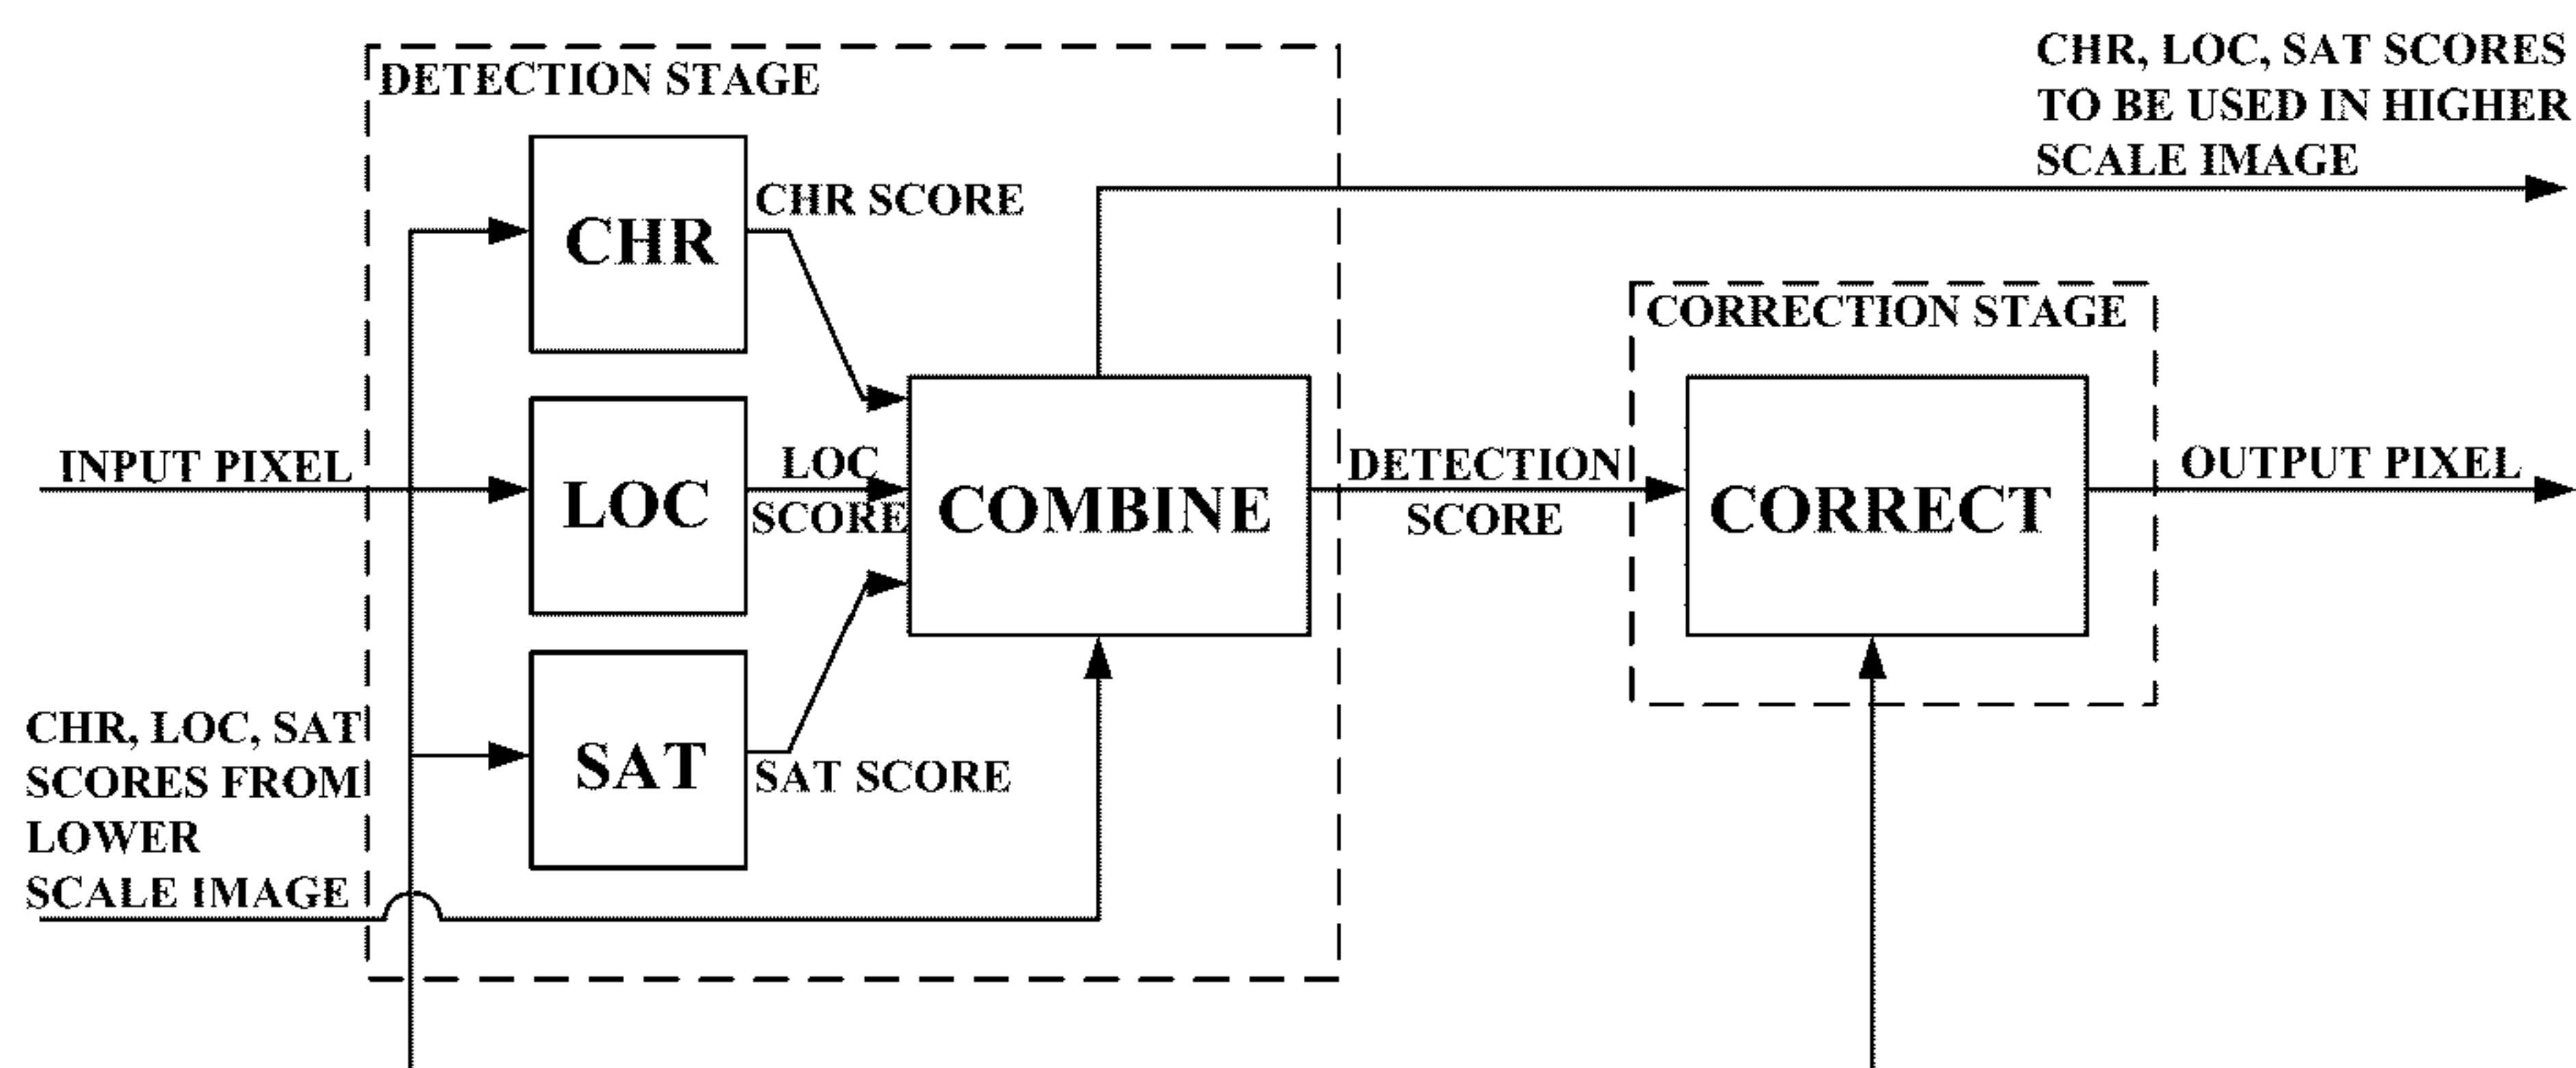 CHR, LOC, SAT SCORES
TO BE USED IN HIGHER
SCALE IMAGE
DETECTION STAGE
CHR
CHR SCORE
CORRECTION STAGE
INPUT PIXEL
LOC
LOC
SCORE
COMBINE
DETECTION
SCORE
CORRECT
OUTPUT PIXEL
CHR, LOC, SAT
SCORES FROM
LOWER
SCALE IMAGE
SAT
SAT SCORE